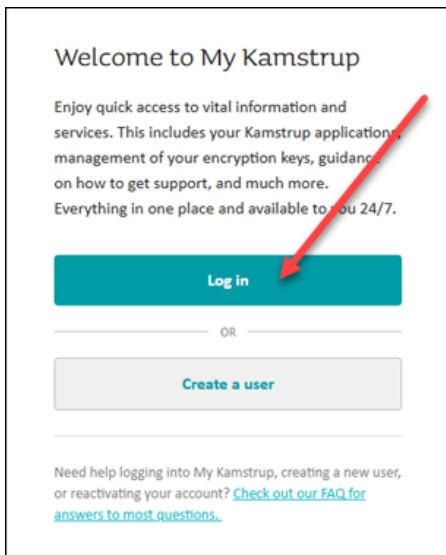 Welcome to My Kamstrup
Enjoy quick access to vital information and
services. This includes your Kamstrup applications,
management of your encryption keys, guidance
on how to get support, and much more.
Everything in one place and available to you 24/7.
Log in
OR
Create a user
Need help logging into My Kamstrup, creating a new user,
or reactivating your account? Check out our FAQ for
answers to most questions.